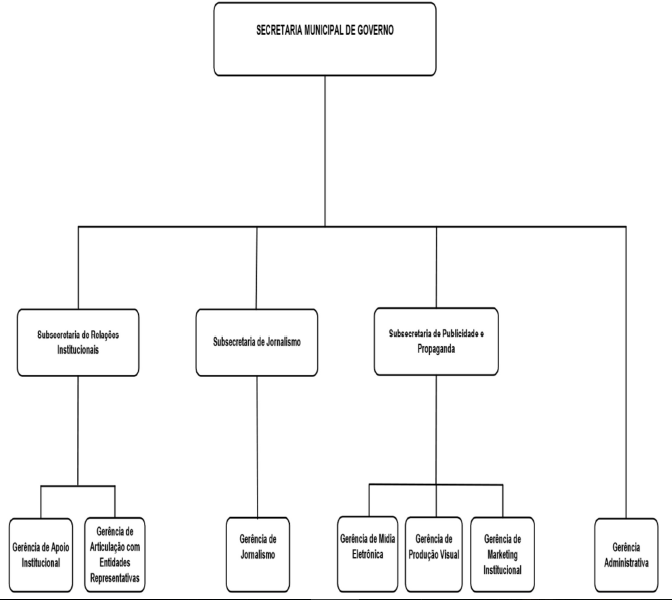 SECRETARIA MUNICIPAL DE GOVERNO
Subsecretaria de Relações
Institucionais
Subsecretaria de Jornalismo
Subsecretaria de Publicidade e
Propaganda
Gerência de Apoio
Institucional
Gerência de
Articulação com
Entidades
Representativas
Gerência de
Jornalismo
Gerência de Mídia
Eletrônica
Gerência de
Produção Visual
Gerência de
Marketing
Institucional
Gerência
Administrativa